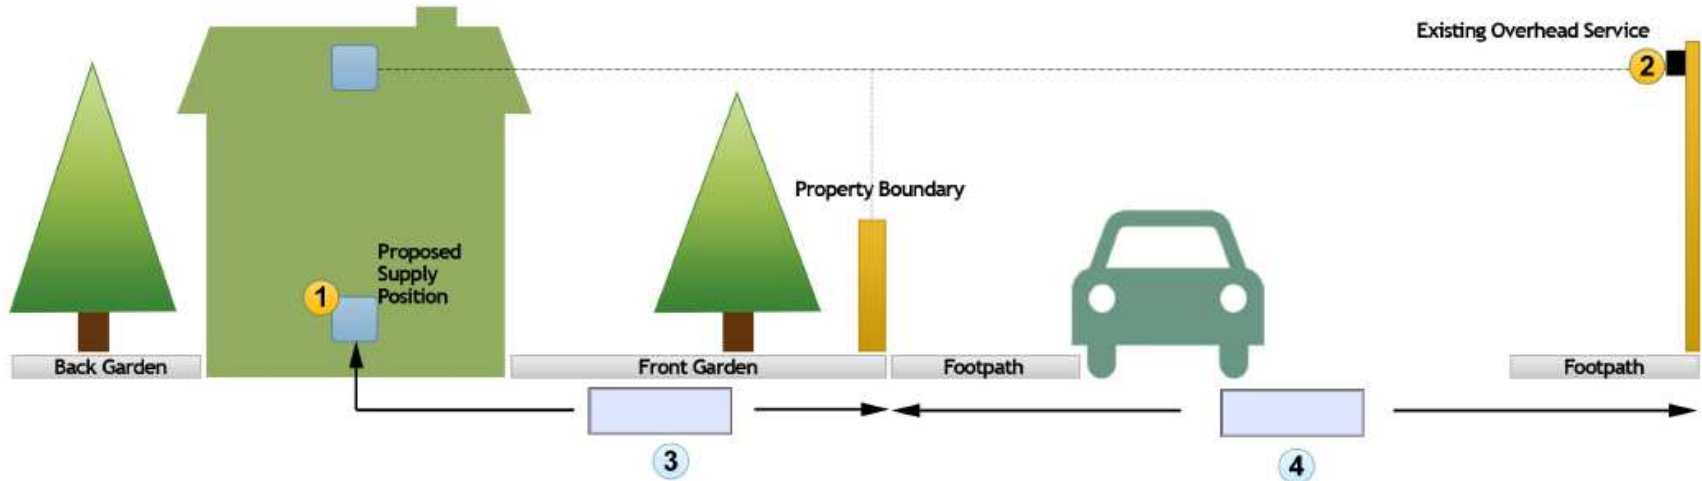 Existing Overhead Service
2
Property Boundary
Proposed
Supply
Position
1
Back Garden
Front Garden
Footpath
Footpath
3
4